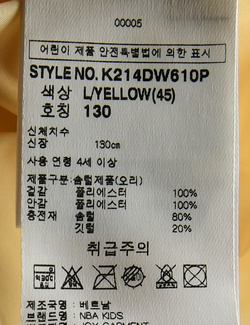 00005
어린이 제품 안전특별법에 의한 표시
STYLE NO. K214DW610P
색상 L/YELLOW(45)
호칭 130
신체치수
신장 130cm
사용 연령 4세 이상
제품구분:솜털제품(오리)
겉감 폴리에스터 100%
안감 폴리에스터 100%
충전재 솜털 80%
깃털 20%
취급주의
제조국명 : 베트남
브랜드명 : NBA KIDS